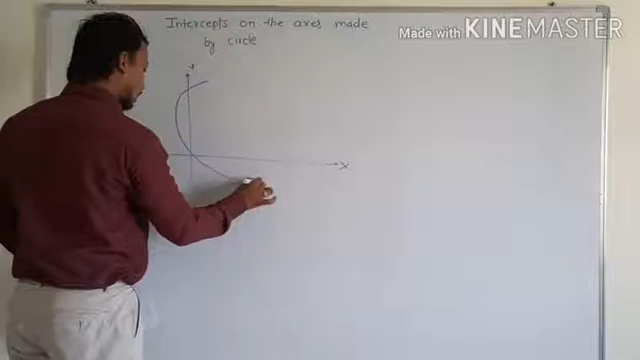 Intercepts on the axes made
by circle
Made with KINEMASTER
Y
X